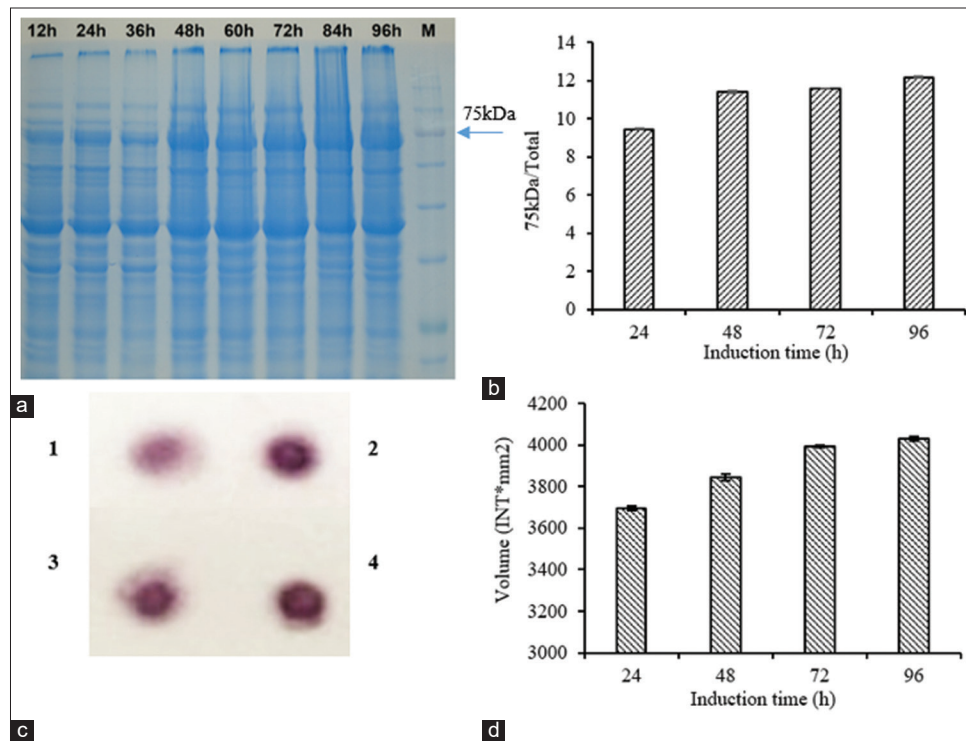 12h 24h 36h 48h 60h 72h 84h 96h M
75kDa
a
14
12
10
8
6
4
2
0
75kDa/Total
24 48 72 96
Induction time (h)
b
1 2
3 4
c
4200
4000
3800
3600
3400
3200
3000
Volume (INT*mm2)
24 48 72 96
Induction time (h)
d